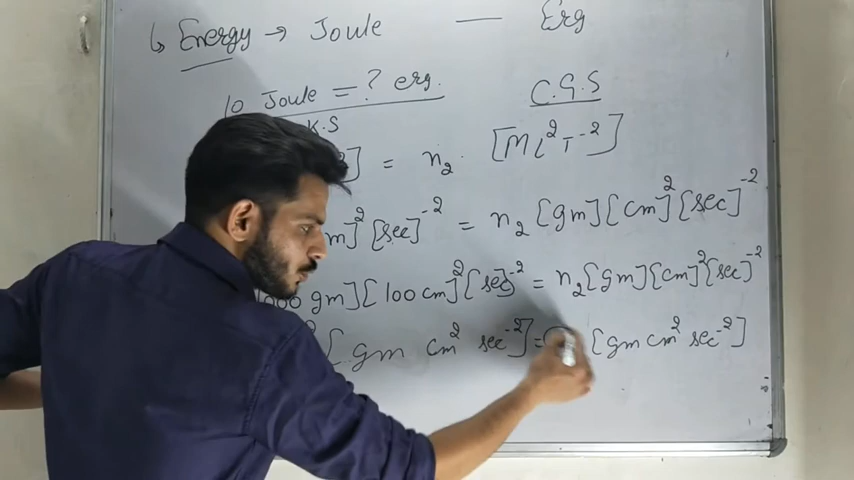 ↳ Energy → Joule — Erg
10 Joule = ? erg.
C.G.S
K.S
] = n₂ [ML²T⁻²]
m]² [sec]⁻² = n₂ [gm][cm]²[sec]⁻²
000 gm][100 cm]²[sec]⁻² = n₂[gm][cm]²[sec]⁻²
[gm cm² sec⁻²] = [gm cm² sec⁻²]